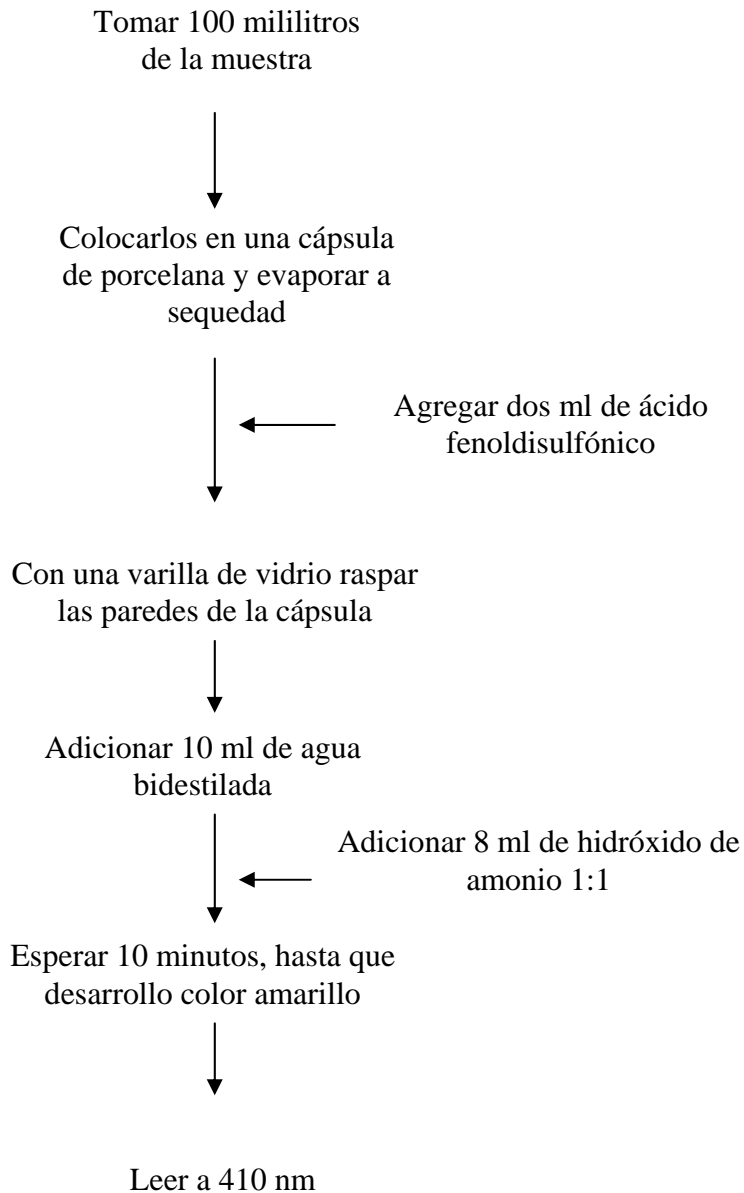 Tomar 100 mililitros
de la muestra
Colocarlos en una cápsula
de porcelana y evaporar a
sequedad
Agregar dos ml de ácido
fenoldisulfónico
Con una varilla de vidrio raspar
las paredes de la cápsula
Adicionar 10 ml de agua
bidestilada
Adicionar 8 ml de hidróxido de
amonio 1:1
Esperar 10 minutos, hasta que
desarrollo color amarillo
Leer a 410 nm